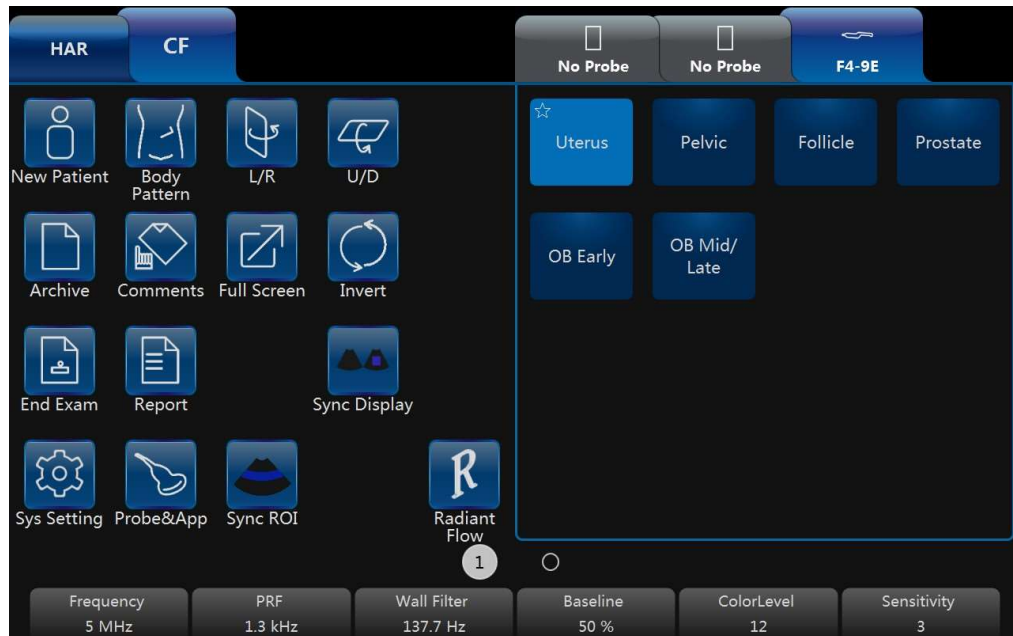 HAR CF No Probe No Probe F4-9E
New Patient Body Pattern L/R U/D
Archive Comments Full Screen Invert
End Exam Report Sync Display
Sys Setting Probe&App Sync ROI Radiant Flow
Uterus Pelvic Follicle Prostate
OB Early OB Mid/ Late
1
Frequency PRF Wall Filter Baseline ColorLevel Sensitivity
5 MHz 1.3 kHz 137.7 Hz 50 % 12 3